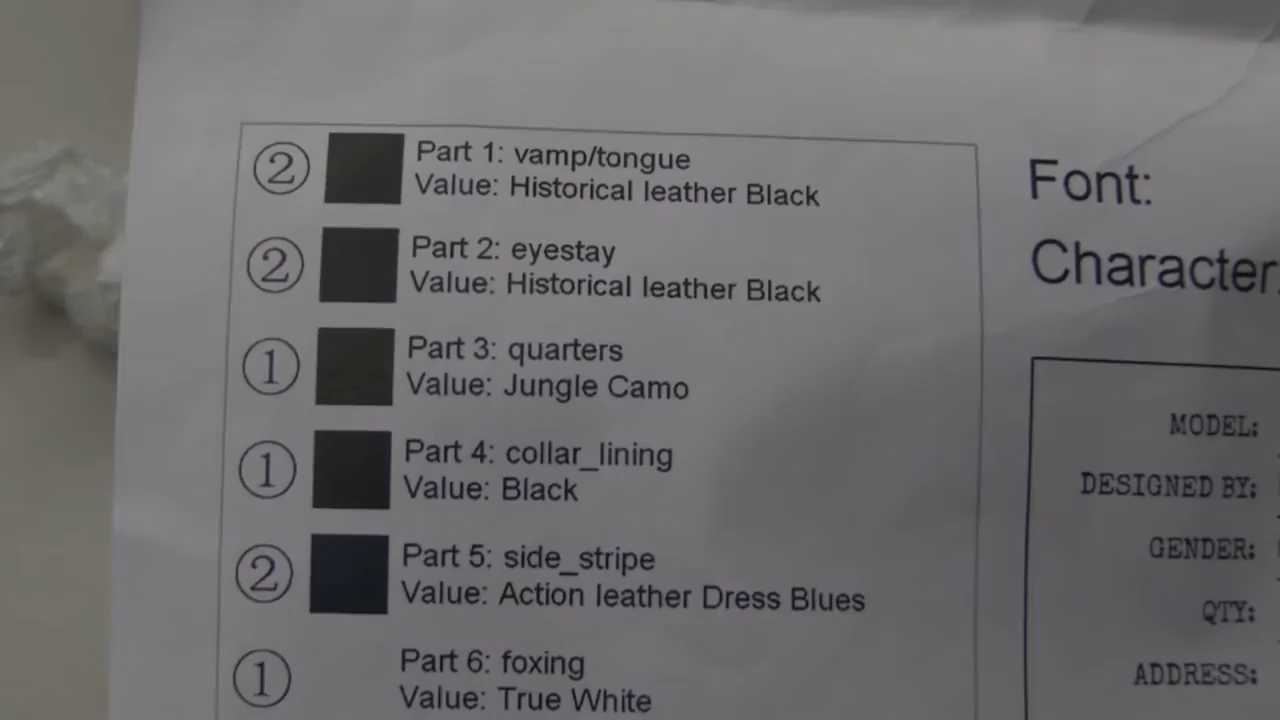 ② Part 1: vamp/tongue
Value: Historical leather Black
② Part 2: eyestay
Value: Historical leather Black
① Part 3: quarters
Value: Jungle Camo
① Part 4: collar_lining
Value: Black
② Part 5: side_stripe
Value: Action leather Dress Blues
① Part 6: foxing
Value: True White
Font:
Character
MODEL:
DESIGNED BY:
GENDER:
QTY:
ADDRESS: